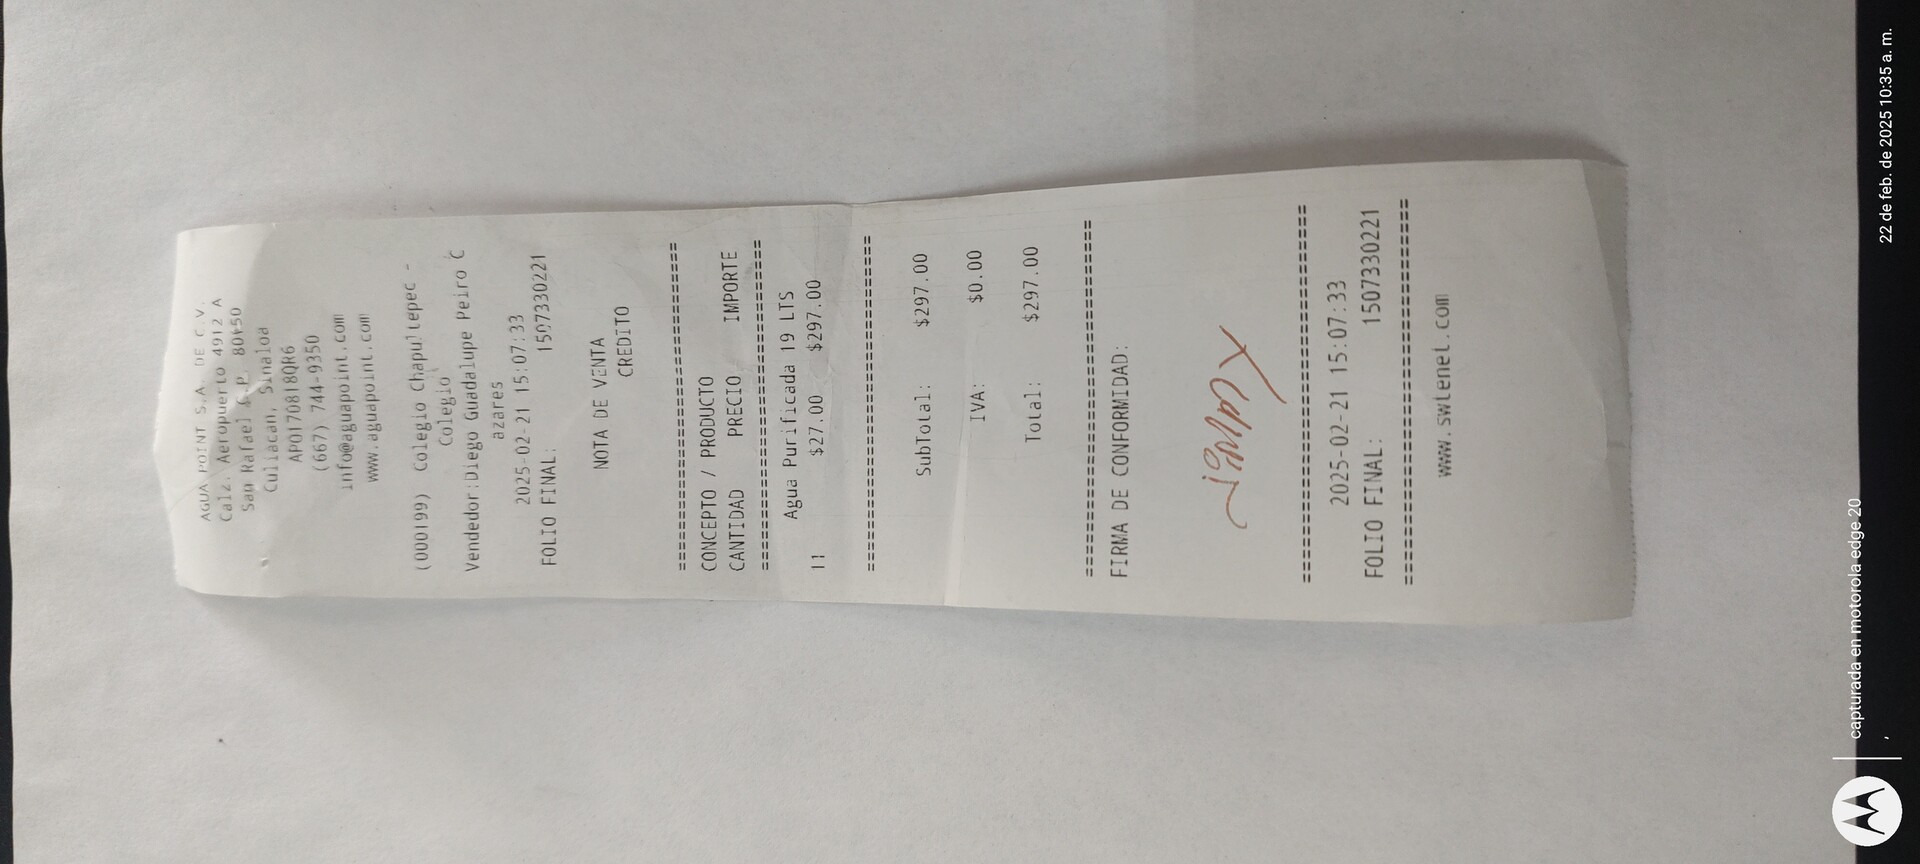 AGUA POINT S.A. DE C.V.
Calz. Aeropuerto 4912 A
San Rafael C.P. 80150
Culiacan, Sinaloa
APO170818QR6
(667) 744-9350
info@aguapoint.com
www.aguapoint.com
(000199) Colegio Chapultepec -
Colegio
Vendedor:Diego Guadalupe Peiro C
azares
2025-02-21 15:07:33
FOLIO FINAL: 1507330221
NOTA DE VENTA
CREDITO
================================
CONCEPTO / PRODUCTO
CANTIDAD PRECIO IMPORTE
================================
Agua Purificada 19 LTS
11 $27.00 $297.00
================================
SubTotal: $297.00
IVA: $0.00
Total: $297.00
================================
FIRMA DE CONFORMIDAD:
====================================
2025-02-21 15:07:33
FOLIO FINAL: 1507330221
====================================
www.swtenet.com
capturada en motorola edge 20
,
22 de feb. de 2025 10:35 a. m.